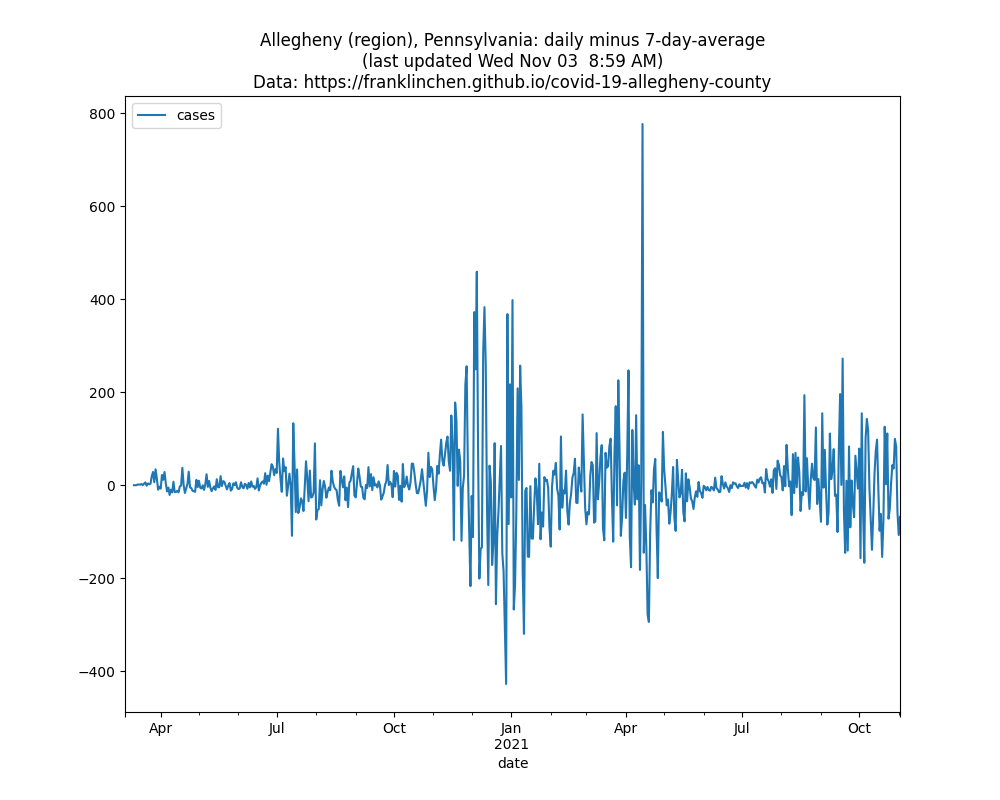 Allegheny (region), Pennsylvania: daily minus 7-day-average
(last updated Wed Nov 03  8:59 AM)
Data: https://franklinchen.github.io/covid-19-allegheny-county
cases
800
600
400
200
0
−200
−400
Apr Jul Oct Jan Apr Jul Oct
2021
date